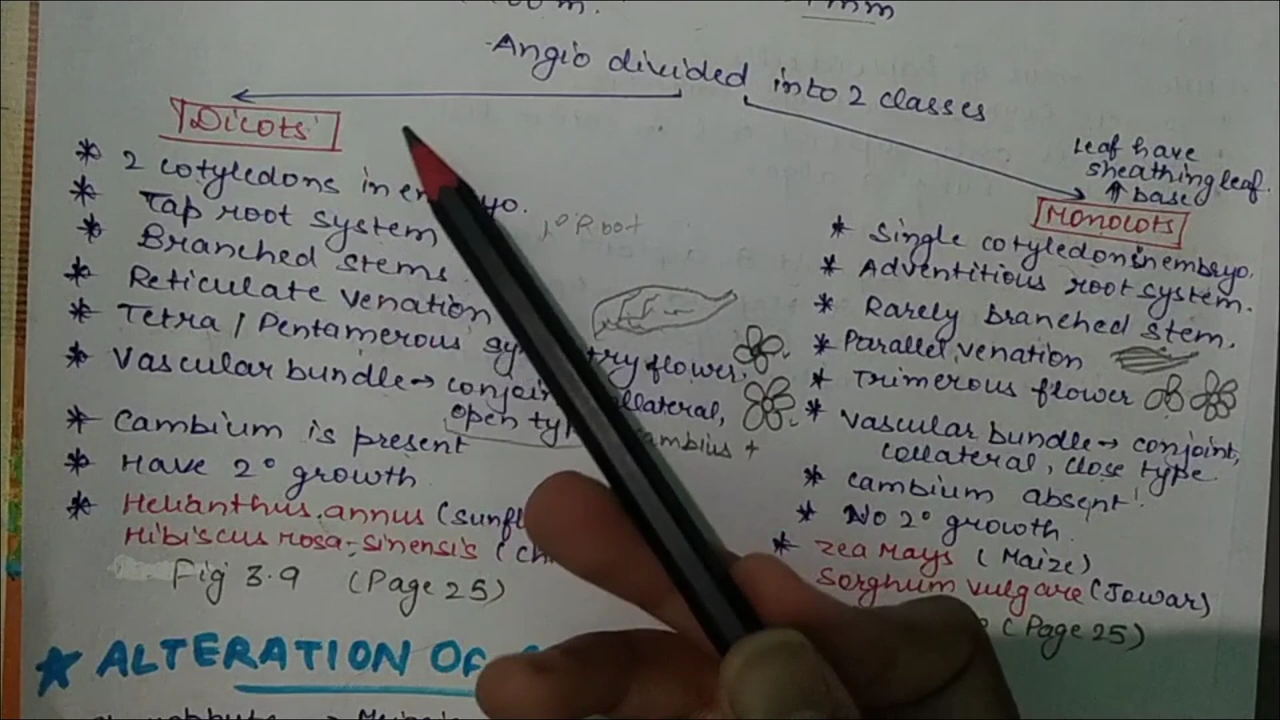 mm
Angio divided into 2 classes
Dicots
* 2 cotyledons in
* Tap root system
1° Root
* Branched stems
* Reticulate venation
* Tetra / Pentamerous flower.
* Vascular bundle →
open
+
* Cambium is present
* Have 2° growth
* Helianthus annus
Hibiscus rosa-sinensis
Fig 3.9 (Page 25)
Leaf have
sheathing leaf
base
Monocots
* Single cotyledon in embryo.
* Adventitious root system.
* Rarely branched stem.
* Parallel venation
* Trimerous flower
* Vascular bundle → conjoint,
collateral, close type.
* Cambium absent!
* No 2° growth.
* Zea mays (Maize)
Sorghum vulgare (Jowar)
(Page 25)
★ ALTERATION OF